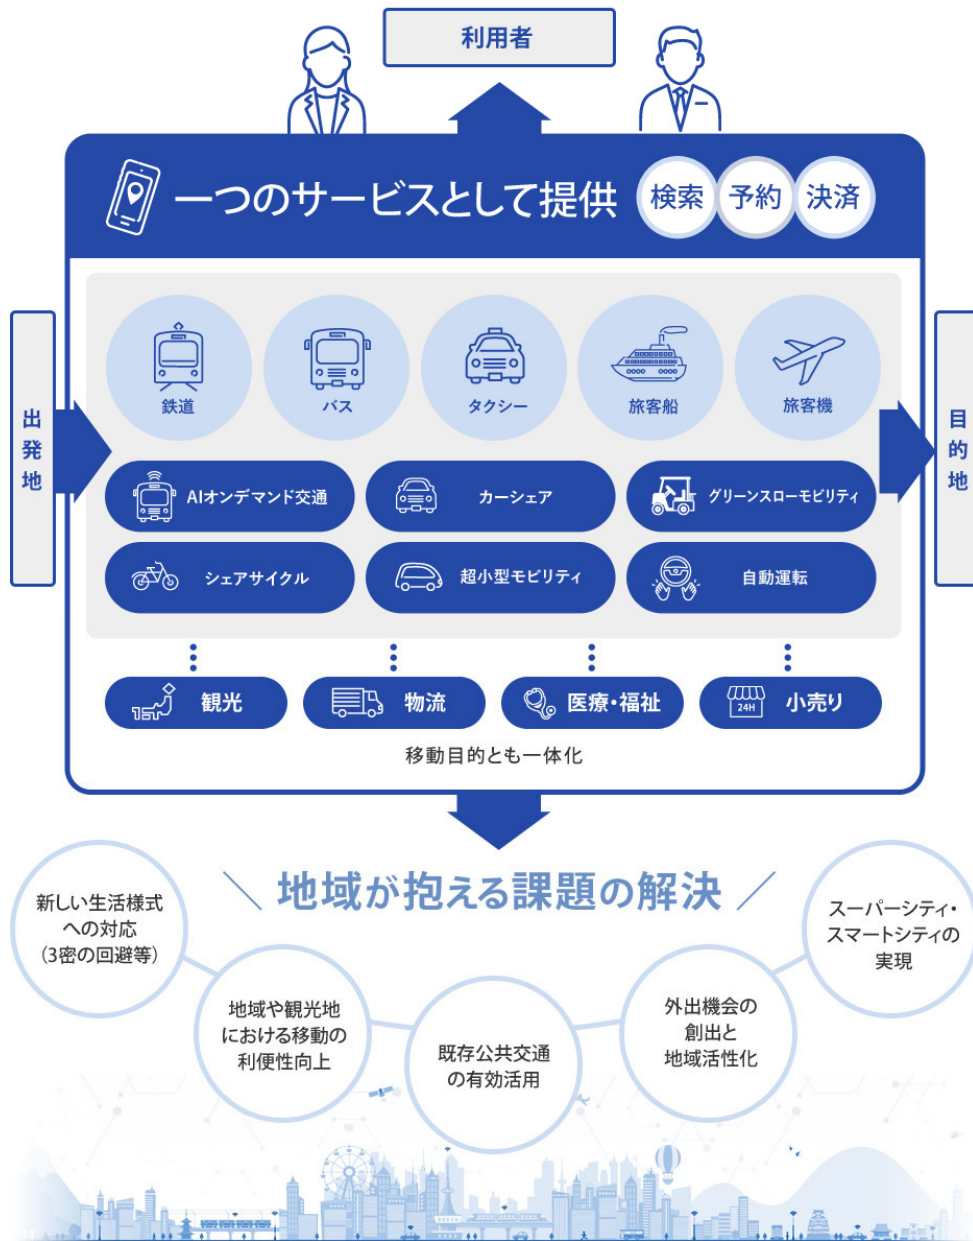 利用者
一つのサービスとして提供
検索
予約
決済
出発地
目的地
鉄道
バス
タクシー
旅客船
旅客機
AIオンデマンド交通
カーシェア
グリーンスローモビリティ
シェアサイクル
超小型モビリティ
自動運転
観光
物流
24H
医療・福祉
小売り
移動目的とも一体化
地域が抱える課題の解決
新しい生活様式
への対応
(3密の回避等)
地域や観光地
における移動の
利便性向上
既存公共交通
の有効活用
外出機会の
創出と
地域活性化
スーパーシティ・
スマートシティの
実現